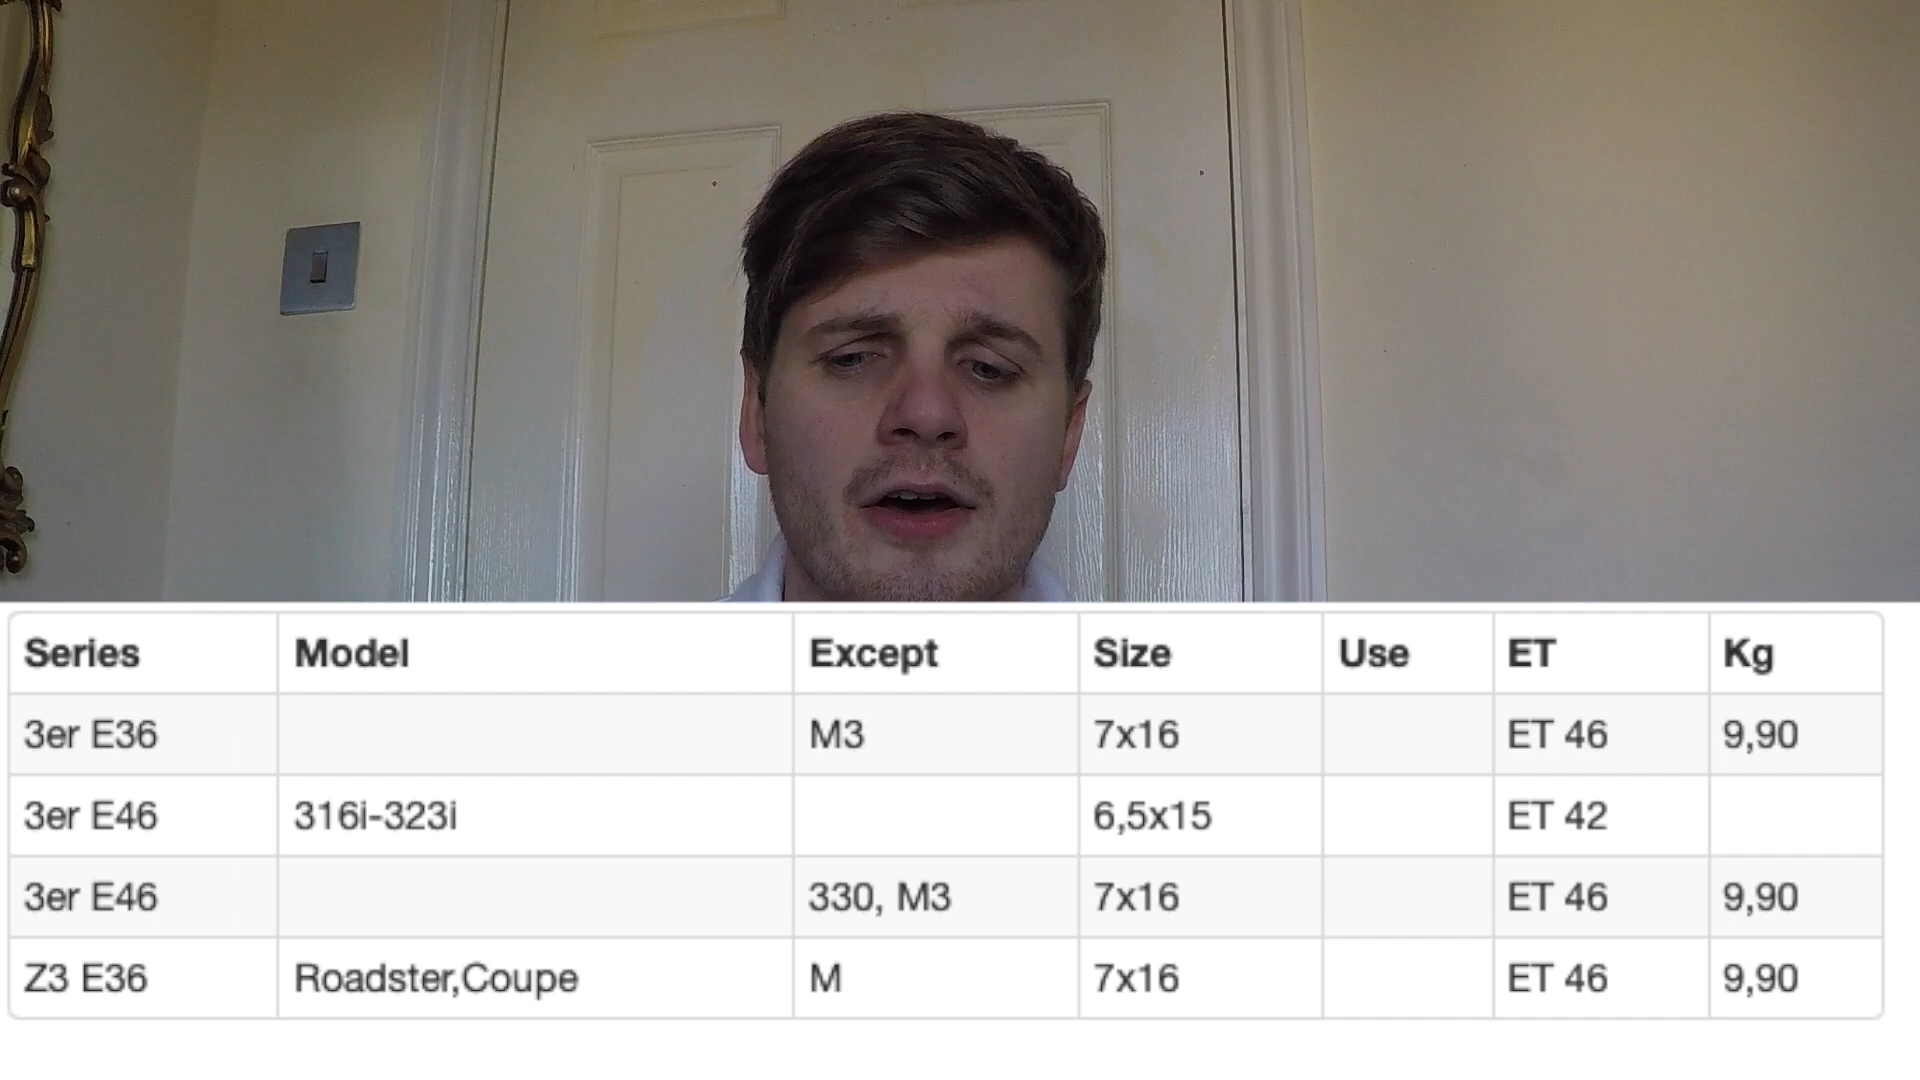 Series Model Except Size Use ET Kg
3er E36 M3 7x16 ET 46 9,90
3er E46 316i-323i 6,5x15 ET 42
3er E46 330, M3 7x16 ET 46 9,90
Z3 E36 Roadster,Coupe M 7x16 ET 46 9,90